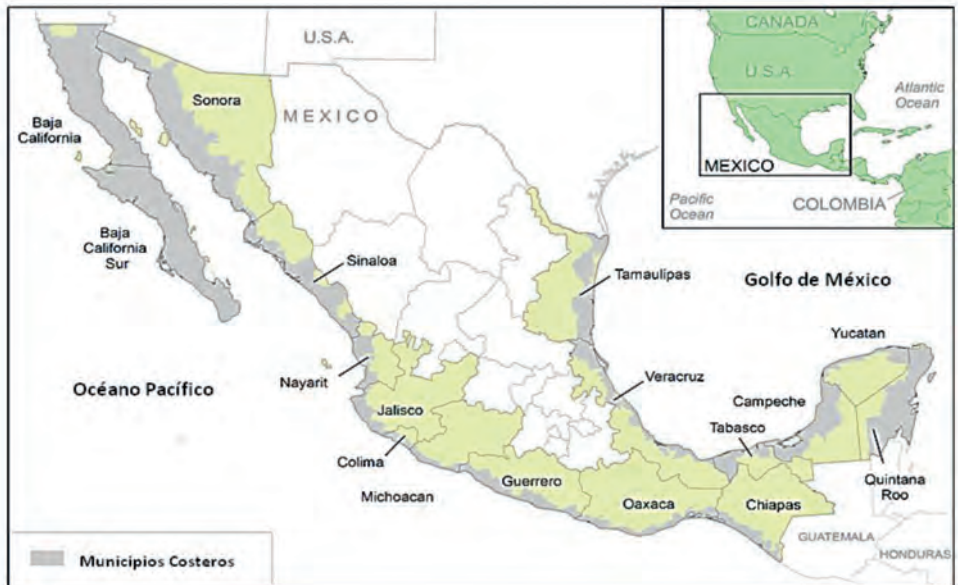 U.S.A.
MEXICO
Sonora
Baja
California
Baja
California
Sur
Sinaloa
Tamaulipas
Golfo de México
Yucatan
Océano Pacífico
Nayarit
Veracruz
Campeche
Jalisco
Tabasco
Colima
Guerrero
Michoacan
Oaxaca
Chiapas
Quintana
Roo
GUATEMALA
HONDURAS
Municipios Costeros
CANADA
U.S.A.
Atlantic
Ocean
MEXICO
Pacific
Ocean
COLOMBIA